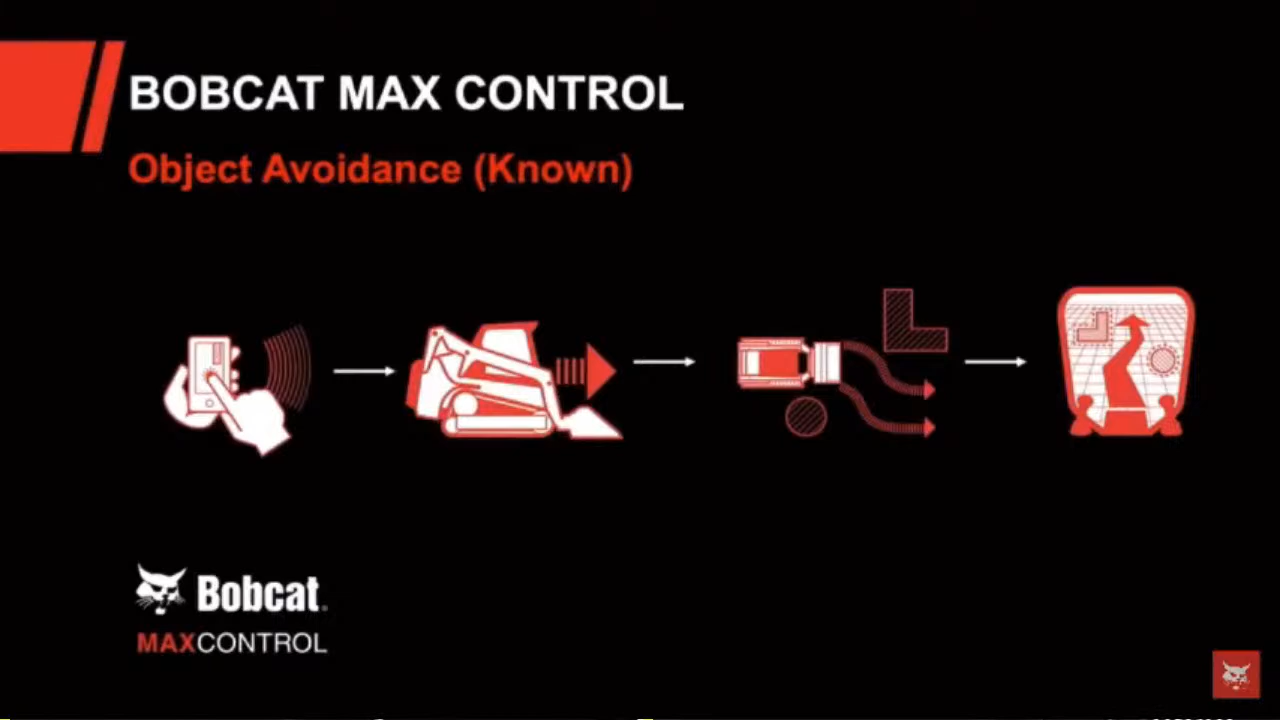 BOBCAT MAX CONTROL
Object Avoidance (Known)
Bobcat.
MAXCONTROL